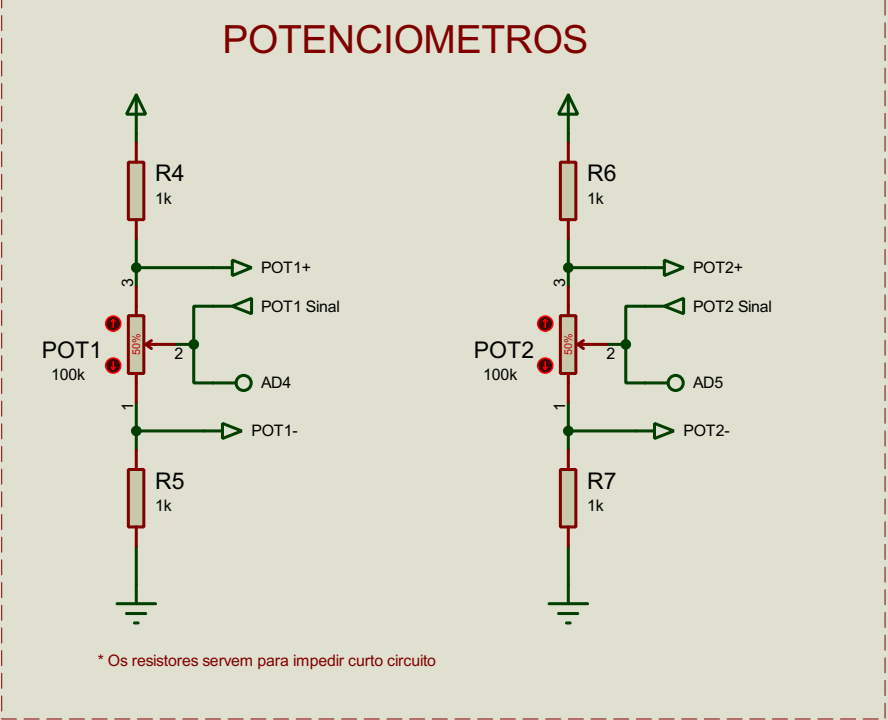 POTENCIOMETROS
R4
1k
POT1+
3
POT1 Sinal
50%
POT1
100k
2
AD4
1
POT1-
R5
1k
R6
1k
POT2+
3
POT2 Sinal
50%
POT2
100k
2
AD5
1
POT2-
R7
1k
* Os resistores servem para impedir curto circuito